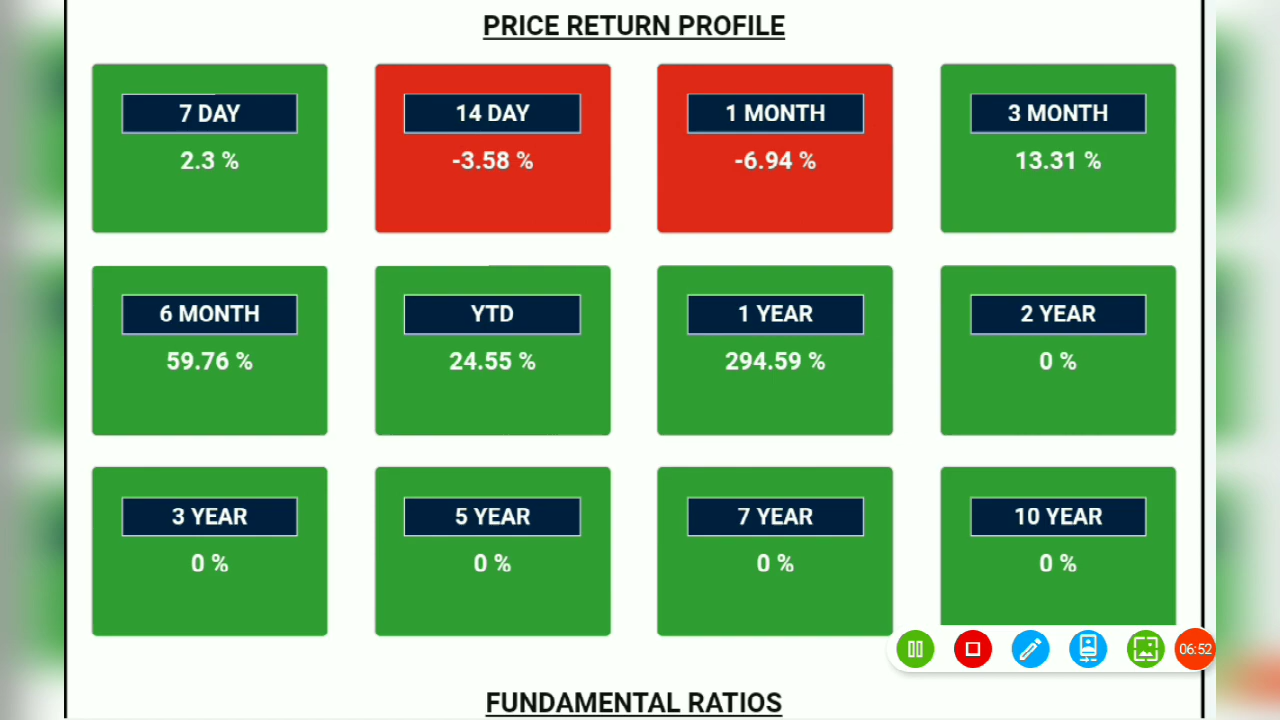 PRICE RETURN PROFILE
7 DAY
2.3 %
14 DAY
-3.58 %
1 MONTH
-6.94 %
3 MONTH
13.31 %
6 MONTH
59.76 %
YTD
24.55 %
1 YEAR
294.59 %
2 YEAR
0 %
3 YEAR
0 %
5 YEAR
0 %
7 YEAR
0 %
10 YEAR
0 %
06:52
FUNDAMENTAL RATIOS